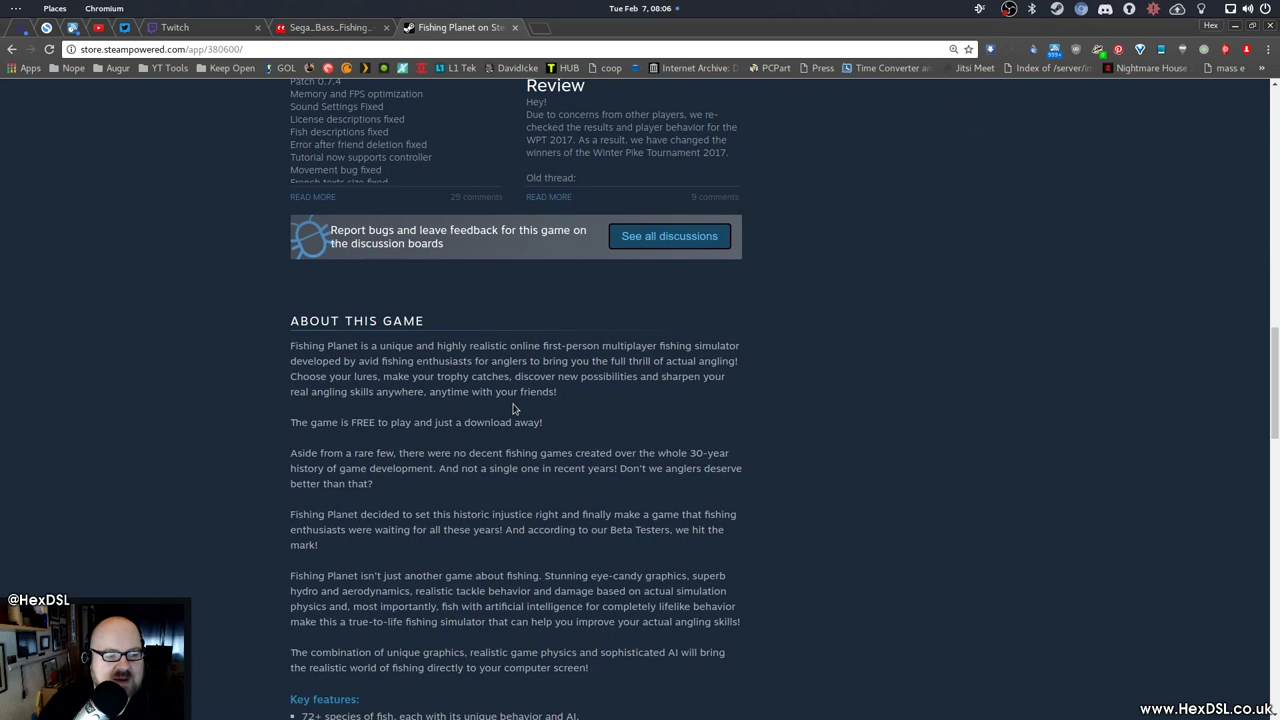 Places
Chromium
Tue Feb 7, 08:06
Twitch
Sega_Bass_Fishing
Fishing Planet on Ste
Hex
store.steampowered.com/app/380600/
999+
Apps
Nope
Augur
YT Tools
Keep Open
GOL
L1 Tek
DavidIcke
HUB
coop
Internet Archive: D
PCPart
Press
Time Converter an
Jitsi Meet
Index of /server/in
Nightmare House
mass e
Patch 0.7.4
Memory and FPS optimization
Sound Settings Fixed
License descriptions fixed
Fish descriptions fixed
Error after friend deletion fixed
Tutorial now supports controller
Movement bug fixed
French texts size fixed
READ MORE
29 comments
Review
Hey!
Due to concerns from other players, we re-
checked the results and player behavior for the
WPT 2017. As a result, we have changed the
winners of the Winter Pike Tournament 2017.
Old thread:
READ MORE
9 comments
Report bugs and leave feedback for this game on
the discussion boards
See all discussions
ABOUT THIS GAME
Fishing Planet is a unique and highly realistic online first-person multiplayer fishing simulator
developed by avid fishing enthusiasts for anglers to bring you the full thrill of actual angling!
Choose your lures, make your trophy catches, discover new possibilities and sharpen your
real angling skills anywhere, anytime with your friends!
The game is FREE to play and just a download away!
Aside from a rare few, there were no decent fishing games created over the whole 30-year
history of game development. And not a single one in recent years! Don't we anglers deserve
better than that?
Fishing Planet decided to set this historic injustice right and finally make a game that fishing
enthusiasts were waiting for all these years! And according to our Beta Testers, we hit the
mark!
Fishing Planet isn't just another game about fishing. Stunning eye-candy graphics, superb
hydro and aerodynamics, realistic tackle behavior and damage based on actual simulation
physics and, most importantly, fish with artificial intelligence for completely lifelike behavior
make this a true-to-life fishing simulator that can help you improve your actual angling skills!
The combination of unique graphics, realistic game physics and sophisticated AI will bring
the realistic world of fishing directly to your computer screen!
Key features:
72+ species of fish, each with its unique behavior and AI.
@HexDSL
www.HexDSL.co.uk